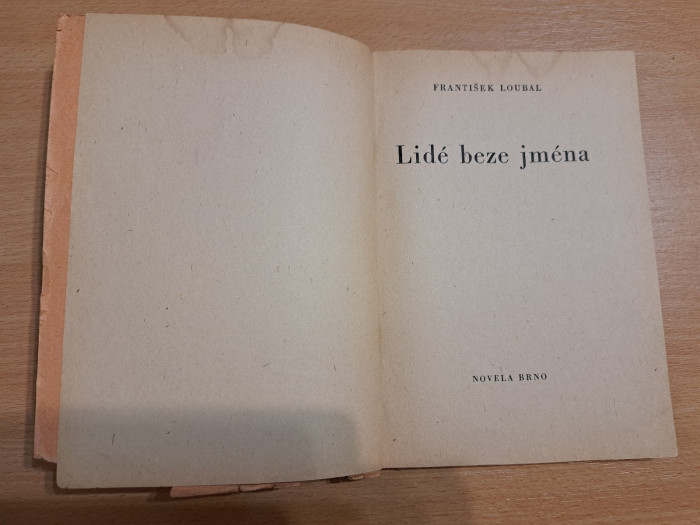 FRANTIŠEK LOUBAL
Lidé beze jména
NOVELA BRNO